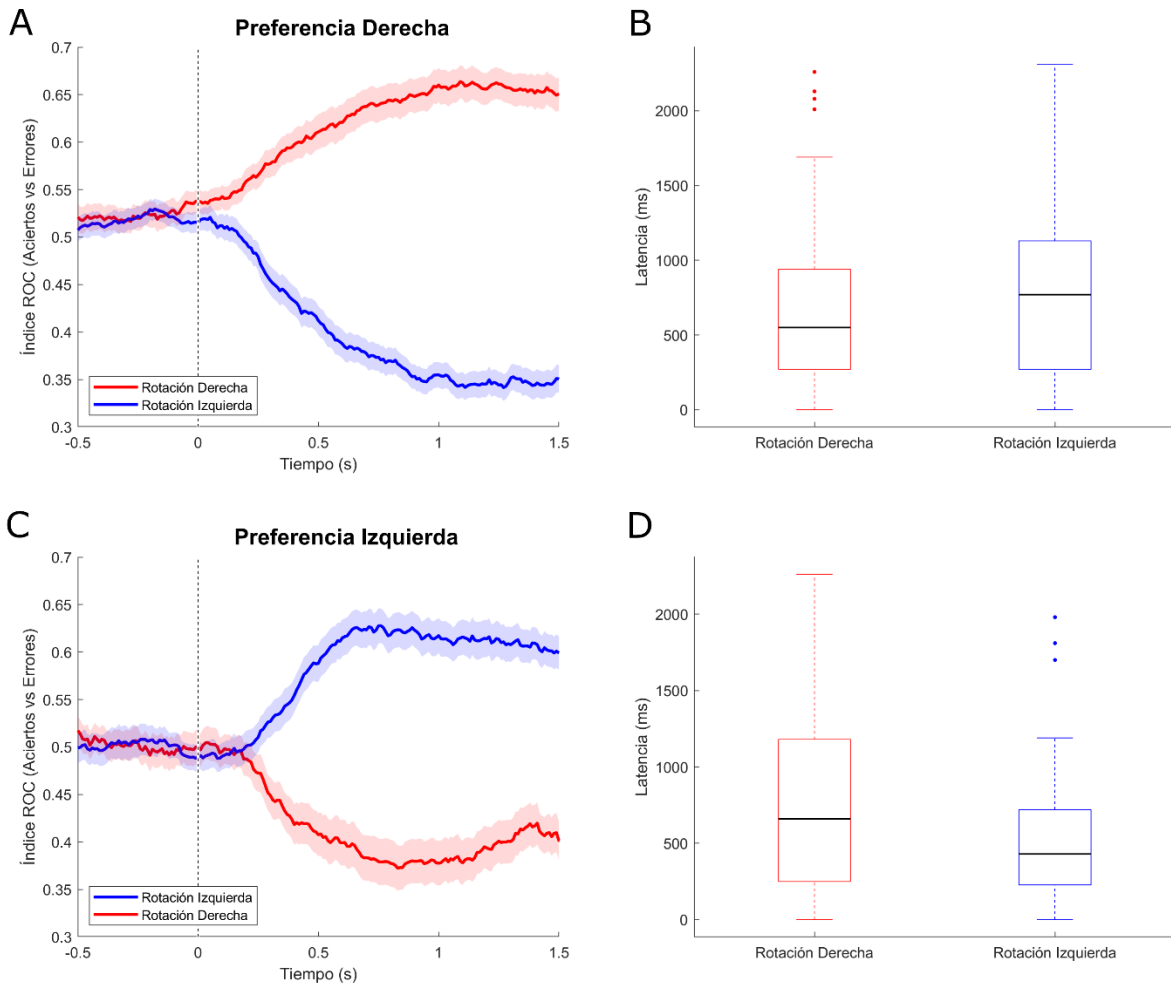 A
Preferencia Derecha
0.7
0.65
0.6
0.55
0.5
0.45
0.4
0.35
0.3
Índice ROC (Aciertos vs Errores)
Rotación Derecha
Rotación Izquierda
-0.5
0
0.5
1
1.5
Tiempo (s)
B
2000
1500
1000
500
0
Latencia (ms)
Rotación Derecha
Rotación Izquierda
C
Preferencia Izquierda
0.7
0.65
0.6
0.55
0.5
0.45
0.4
0.35
0.3
Índice ROC (Aciertos vs Errores)
Rotación Izquierda
Rotación Derecha
-0.5
0
0.5
1
1.5
Tiempo (s)
D
2000
1500
1000
500
0
Latencia (ms)
Rotación Derecha
Rotación Izquierda